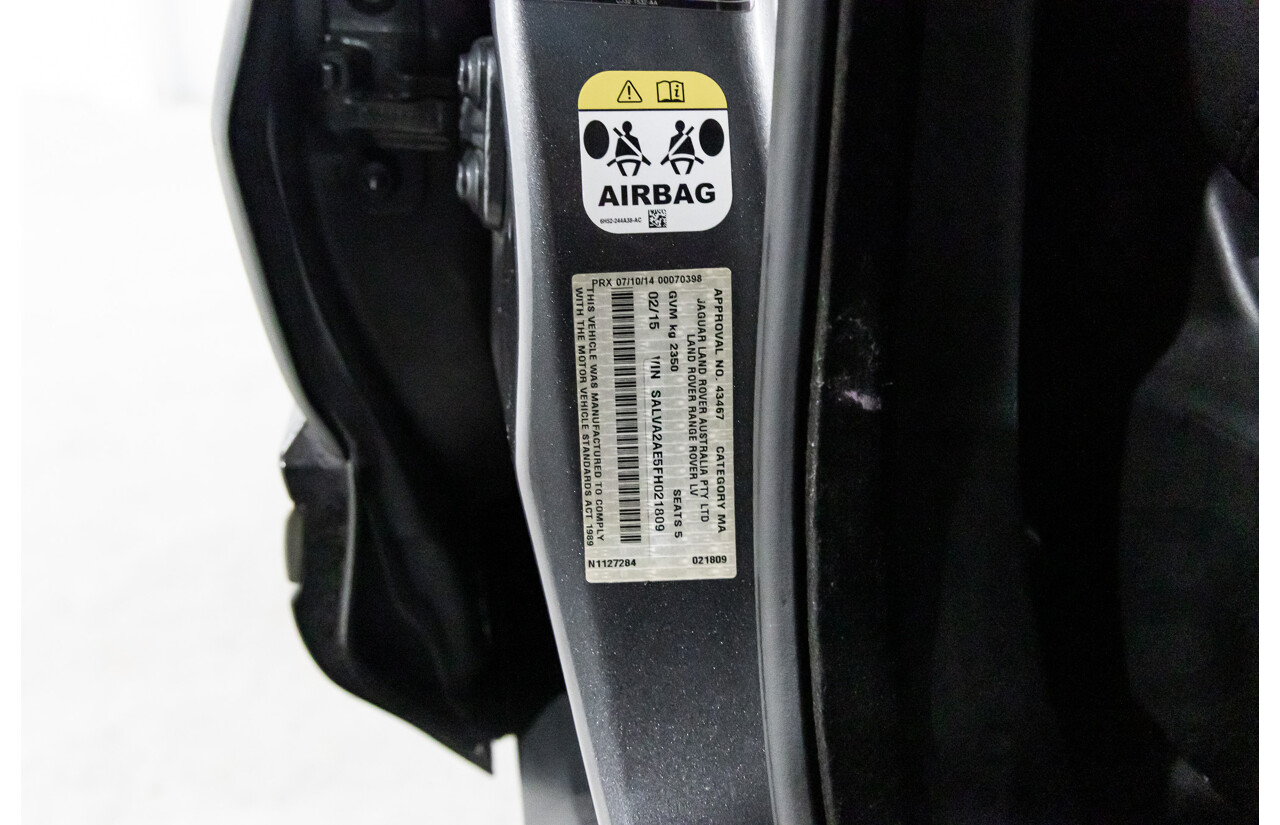 AIRBAG
6H52-244A38-AC
PRX 07/10/14 00070398
APPROVAL NO. 43467 CATEGORY MA
JAGUAR LAND ROVER AUSTRALIA PTY LTD
LAND ROVER RANGE ROVER LV
GVM kg 2350 SEATS 5
02/15 VIN SALVA2AE5FH021809
THIS VEHICLE WAS MANUFACTURED TO COMPLY
WITH THE MOTOR VEHICLE STANDARDS ACT 1989
N1127284 021809